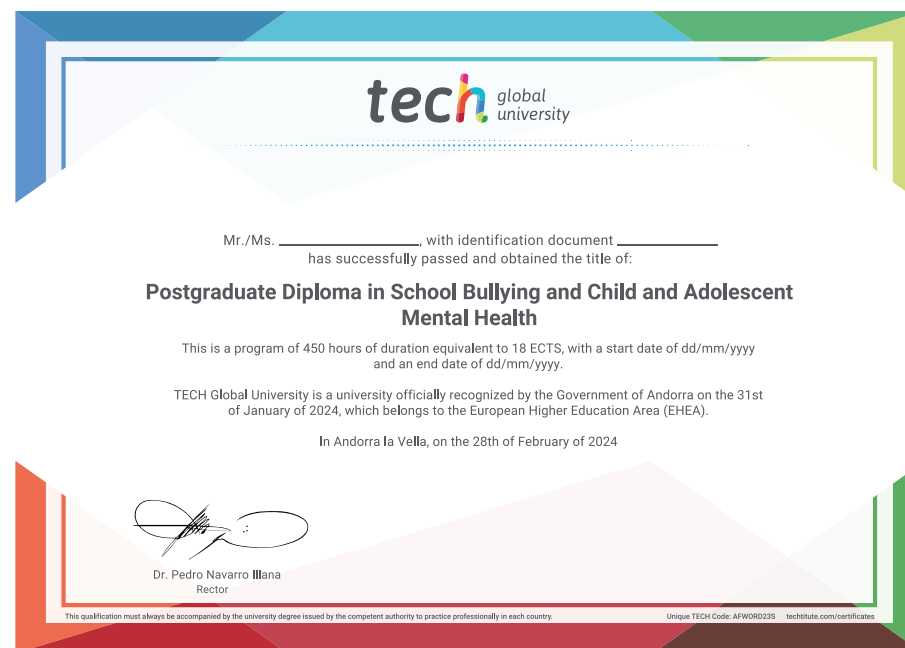 tech global
university
Mr./Ms. ____________, with identification document ____________
has successfully passed and obtained the title of:
Postgraduate Diploma in School Bullying and Child and Adolescent
Mental Health
This is a program of 450 hours of duration equivalent to 18 ECTS, with a start date of dd/mm/yyyy
and an end date of dd/mm/yyyy.
TECH Global University is a university officially recognized by the Government of Andorra on the 31st
of January of 2024, which belongs to the European Higher Education Area (EHEA).
In Andorra la Vella, on the 28th of February of 2024
Dr. Pedro Navarro Illana
Rector
This qualification must always be accompanied by the university degree issued by the competent authority to practice professionally in each country.
Unique TECH Code: AFWORD23S techtitute.com/certificates